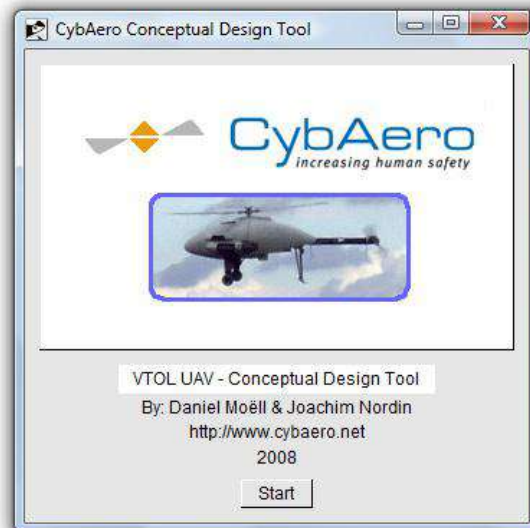 CybAero Conceptual Design Tool
CybAero
increasing human safety
VTOL UAV - Conceptual Design Tool
By: Daniel Moëll & Joachim Nordin
http://www.cybaero.net
2008
Start